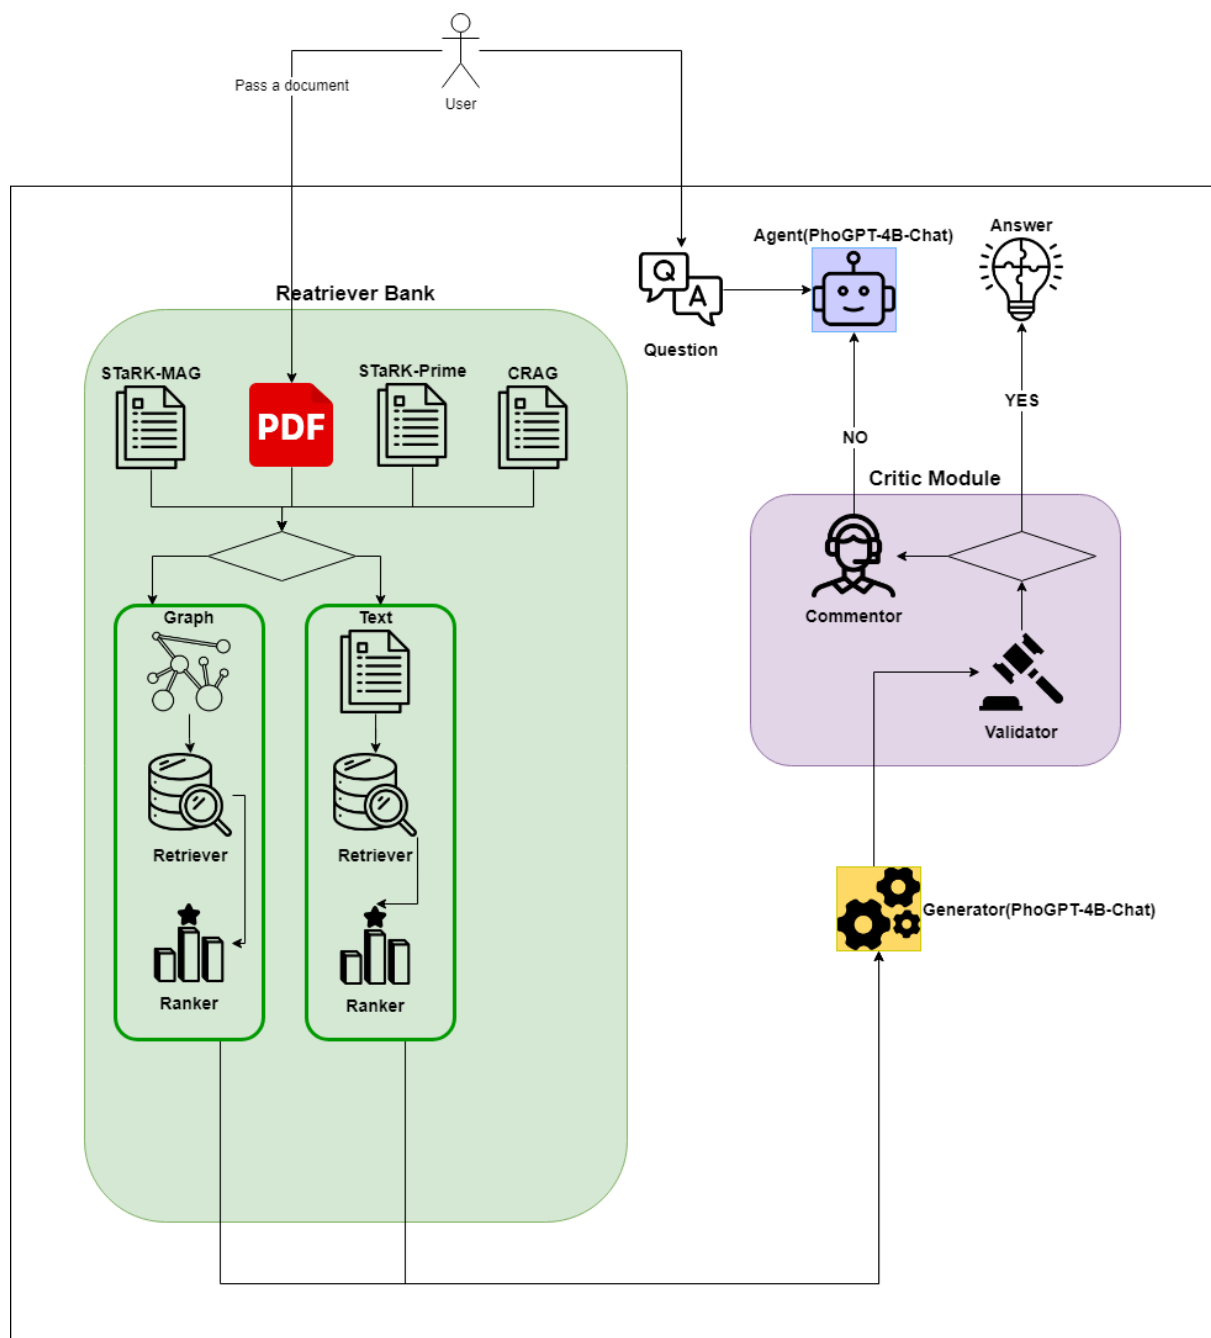 Pass a document
User
Agent(PhoGPT-4B-Chat)
Answer
Q
A
Question
Reatriever Bank
STaRK-MAG
STaRK-Prime
CRAG
PDF
YES
NO
Critic Module
Commentor
Validator
Graph
Text
Retriever
Retriever
Ranker
Ranker
Generator(PhoGPT-4B-Chat)